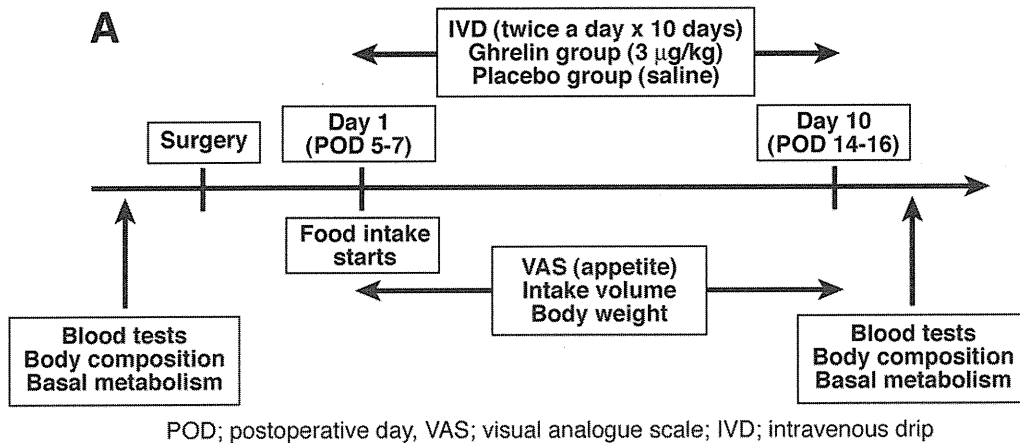 A
IVD (twice a day x 10 days)
Ghrelin group (3 μg/kg)
Placebo group (saline)
Surgery
Day 1
(POD 5-7)
Day 10
(POD 14-16)
Food intake
starts
VAS (appetite)
Intake volume
Body weight
Blood tests
Body composition
Basal metabolism
Blood tests
Body composition
Basal metabolism
POD; postoperative day, VAS; visual analogue scale; IVD; intravenous drip